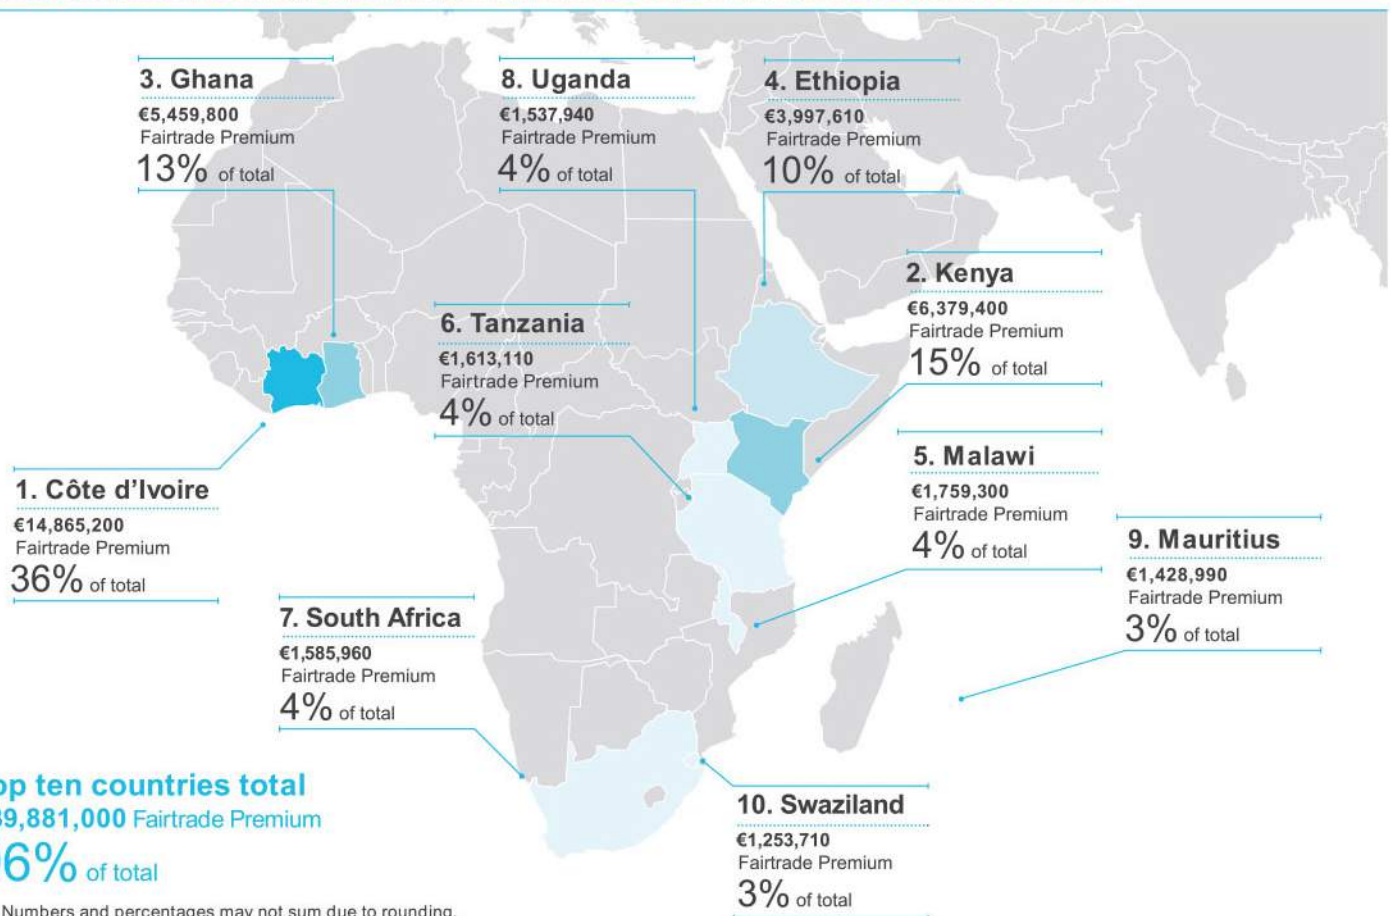 3. Ghana
€5,459,800
Fairtrade Premium
13% of total
8. Uganda
€1,537,940
Fairtrade Premium
4% of total
4. Ethiopia
€3,997,610
Fairtrade Premium
10% of total
2. Kenya
€6,379,400
Fairtrade Premium
15% of total
6. Tanzania
€1,613,110
Fairtrade Premium
4% of total
5. Malawi
€1,759,300
Fairtrade Premium
4% of total
1. Côte d’Ivoire
€14,865,200
Fairtrade Premium
36% of total
9. Mauritius
€1,428,990
Fairtrade Premium
3% of total
7. South Africa
€1,585,960
Fairtrade Premium
4% of total
op ten countries total
39,881,000 Fairtrade Premium
6% of total
10. Swaziland
€1,253,710
Fairtrade Premium
3% of total
Numbers and percentages may not sum due to rounding.